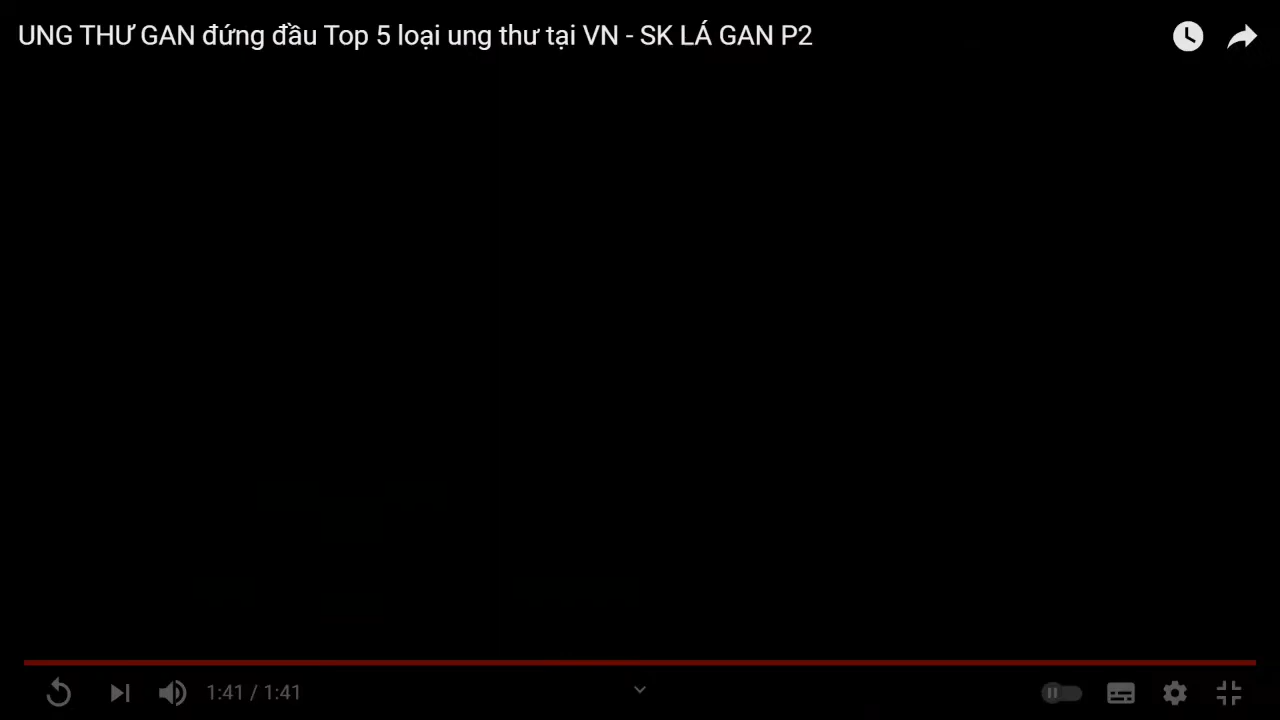 UNG THƯ GAN đứng đầu Top 5 loại ung thư tại VN - SK LÁ GAN P2
1:41 / 1:41